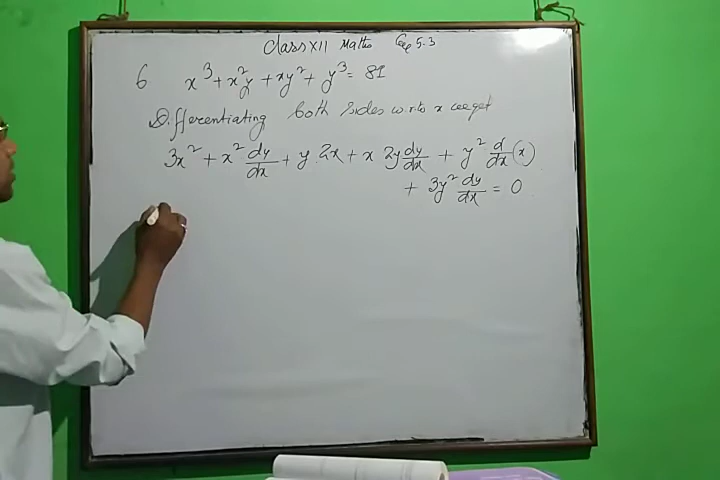 Class XII Maths Ex 5.3
6 x³ + x²y + xy² + y³ = 81
Differentiating both sides w r to x we get
3x² + x² dy/dx + y 2x + x 2y dy/dx + y² d/dx (x)
+ 3y² dy/dx = 0